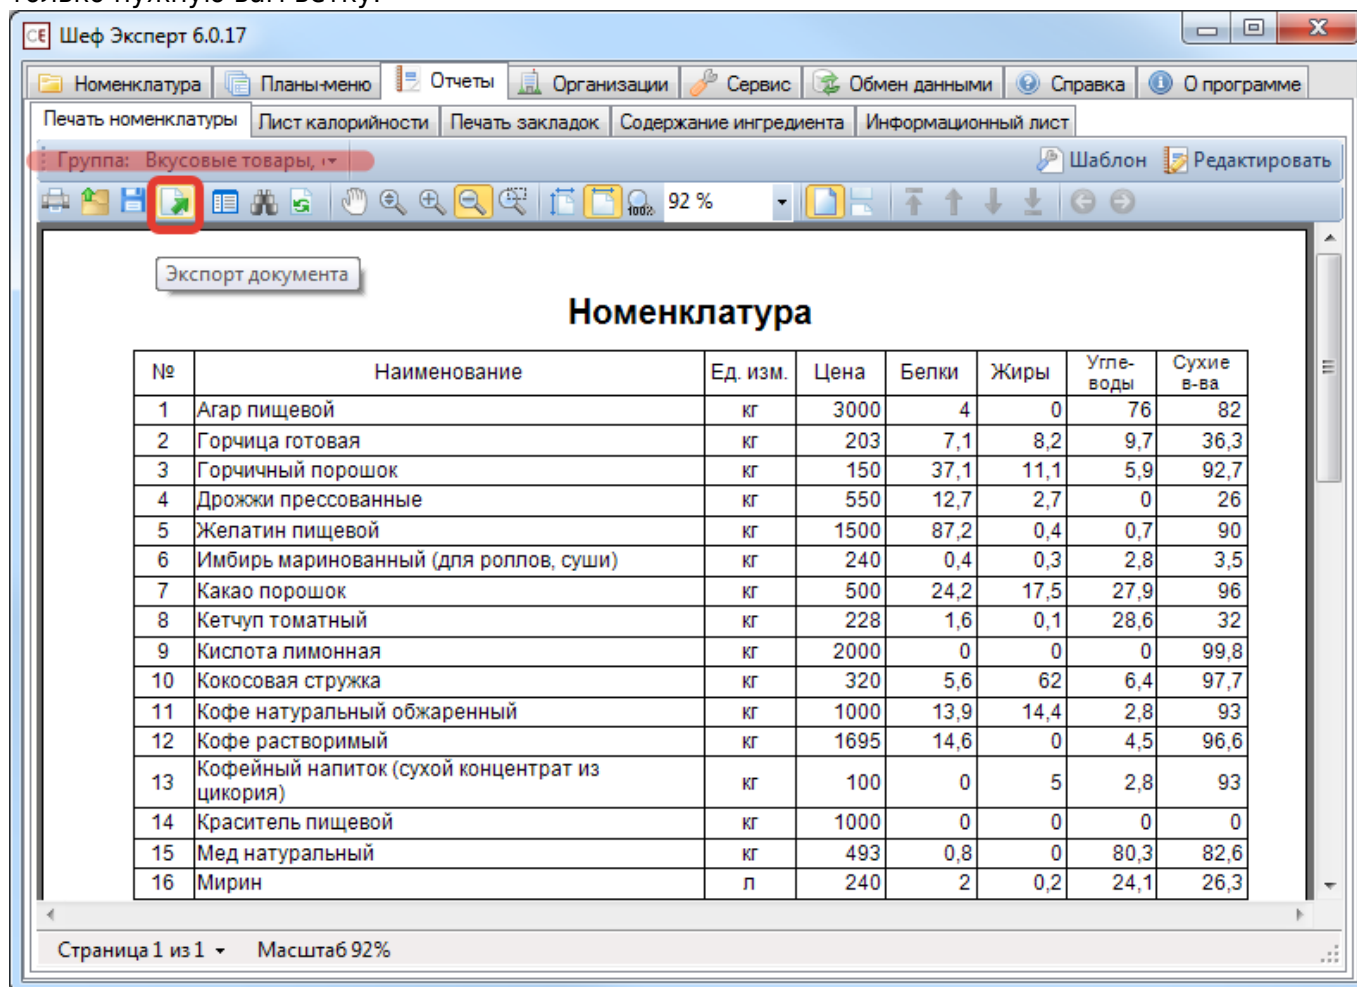 только нужную вам ветку.
Шеф Эксперт 6.0.17
Номенклатура Планы-меню Отчеты Организации Сервис Обмен данными Справка О программе
Печать номенклатуры Лист калорийности Печать закладок Содержание ингредиента Информационный лист
Группа: Вкусовые товары, Шаблон Редактировать
100% 92 %
Экспорт документа
Номенклатура
№ Наименование Ед. изм. Цена Белки Жиры Угле-воды Сухие в-ва
1 Агар пищевой кг 3000 4 0 76 82
2 Горчица готовая кг 203 7,1 8,2 9,7 36,3
3 Горчичный порошок кг 150 37,1 11,1 5,9 92,7
4 Дрожжи прессованные кг 550 12,7 2,7 0 26
5 Желатин пищевой кг 1500 87,2 0,4 0,7 90
6 Имбирь маринованный (для роллов, суши) кг 240 0,4 0,3 2,8 3,5
7 Какао порошок кг 500 24,2 17,5 27,9 96
8 Кетчуп томатный кг 228 1,6 0,1 28,6 32
9 Кислота лимонная кг 2000 0 0 0 99,8
10 Кокосовая стружка кг 320 5,6 62 6,4 97,7
11 Кофе натуральный обжаренный кг 1000 13,9 14,4 2,8 93
12 Кофе растворимый кг 1695 14,6 0 4,5 96,6
13 Кофейный напиток (сухой концентрат из цикория) кг 100 0 5 2,8 93
14 Краситель пищевой кг 1000 0 0 0 0
15 Мед натуральный кг 493 0,8 0 80,3 82,6
16 Мирин л 240 2 0,2 24,1 26,3
Страница 1 из 1 Масштаб 92%